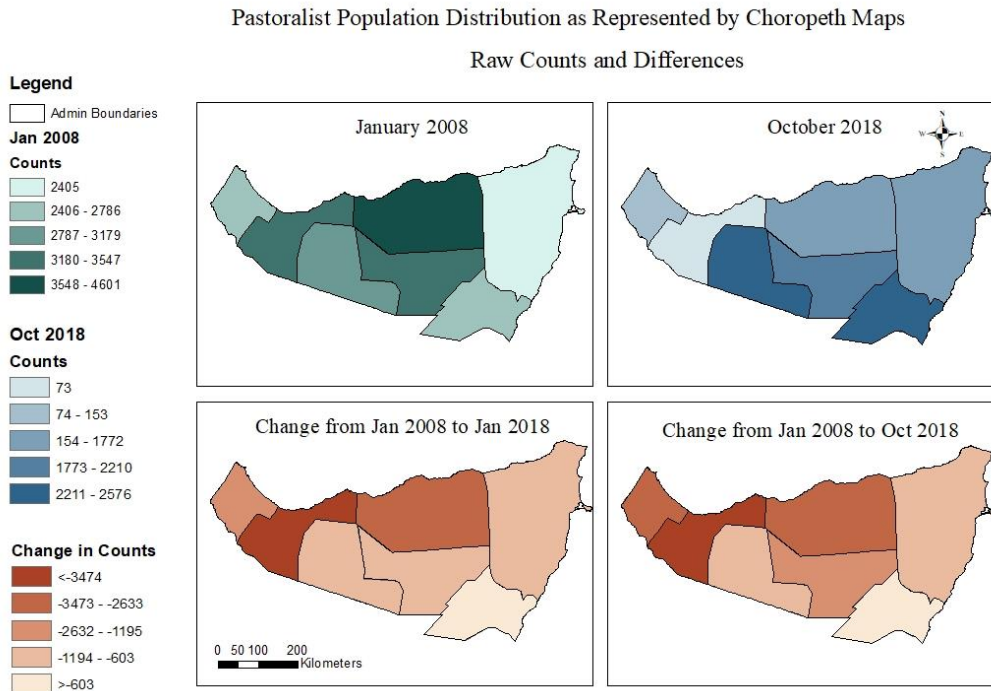 Pastoralist Population Distribution as Represented by Choropeth Maps
Raw Counts and Differences
Legend
Admin Boundaries
Jan 2008
Counts
2405
2406 - 2786
2787 - 3179
3180 - 3547
3548 - 4601
Oct 2018
Counts
73
74 - 153
154 - 1772
1773 - 2210
2211 - 2576
Change in Counts
<-3474
-3473 - -2633
-2632 - -1195
-1194 - -603
>-603
January 2008
October 2018
N
W E
S
Change from Jan 2008 to Jan 2018
0 50 100 200
Kilometers
Change from Jan 2008 to Oct 2018